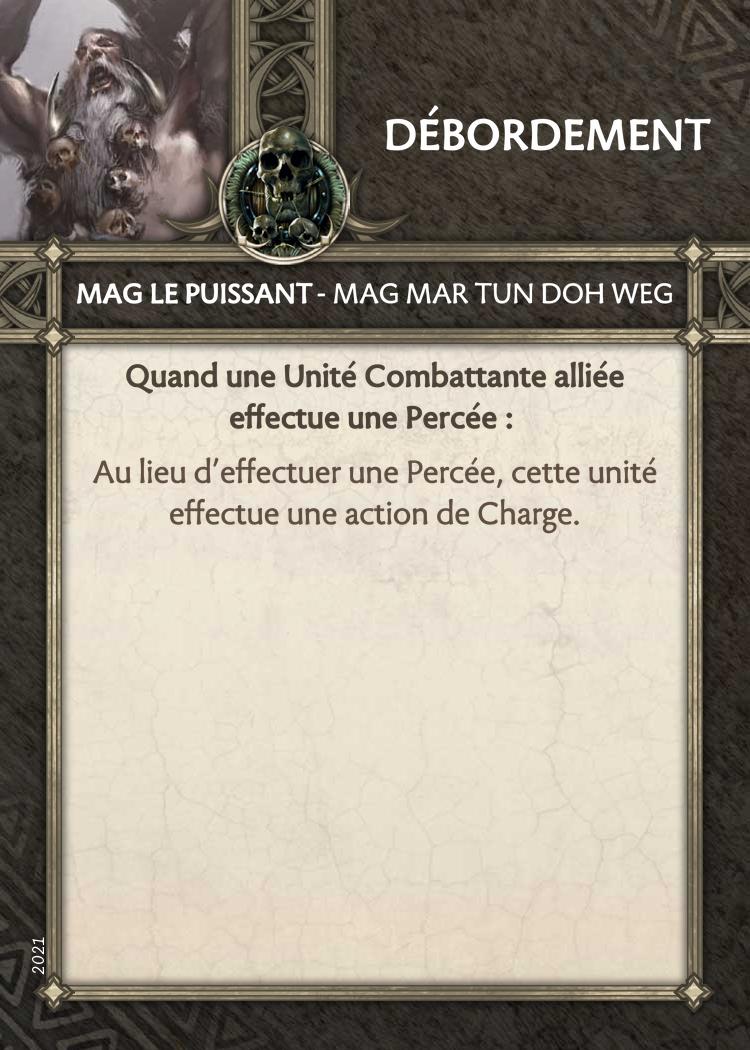 DÉBORDEMENT
MAG LE PUISSANT - MAG MAR TUN DOH WEG
Quand une Unité Combattante alliée
effectue une Percée :
Au lieu d'effectuer une Percée, cette unité
effectue une action de Charge.
2021